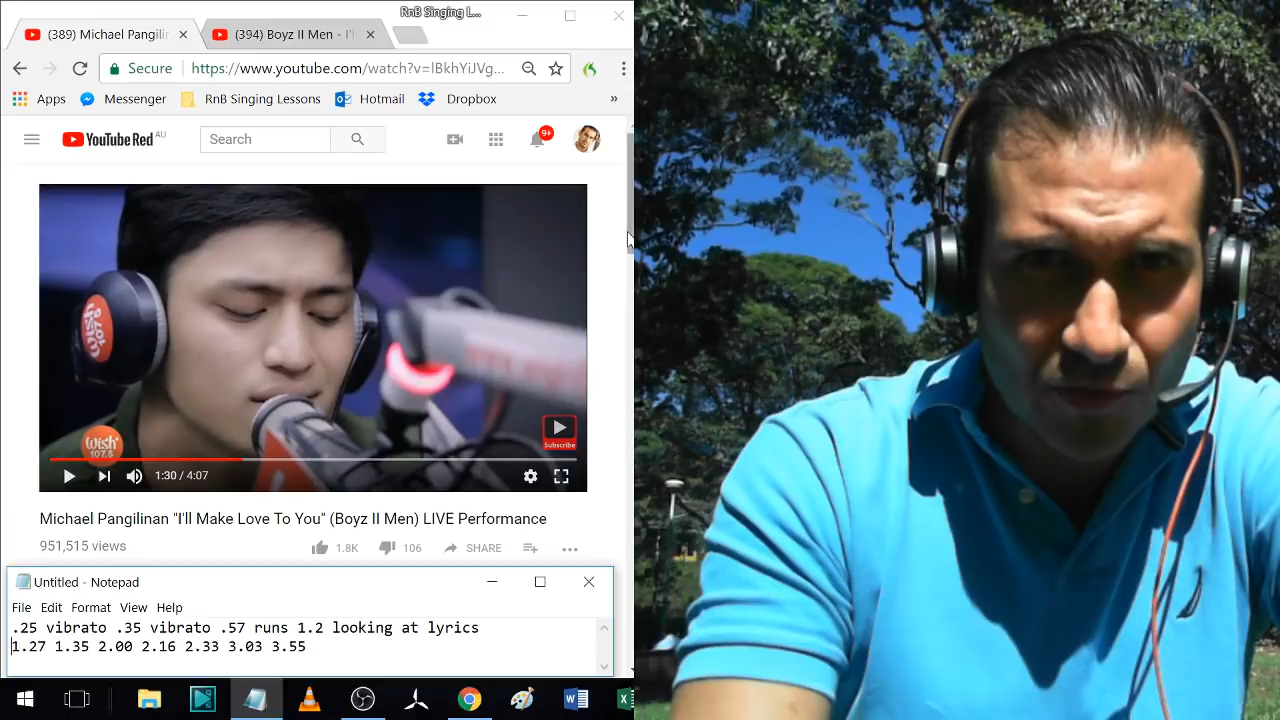 RnB Singing L...
(389) Michael Pangilin
(394) Boyz II Men - I'l
Secure
https://www.youtube.com/watch?v=lBkhYiJVg...
Apps
Messenger
RnB Singing Lessons
Hotmail
Dropbox
»
YouTube Red AU
Search
9+
wish 107.5
wish 107.5
Subscribe
1:30 / 4:07
Michael Pangilinan "I'll Make Love To You" (Boyz II Men) LIVE Performance
951,515 views
1.8K
106
SHARE
Untitled - Notepad
File Edit Format View Help
.25 vibrato .35 vibrato .57 runs 1.2 looking at lyrics
1.27 1.35 2.00 2.16 2.33 3.03 3.55